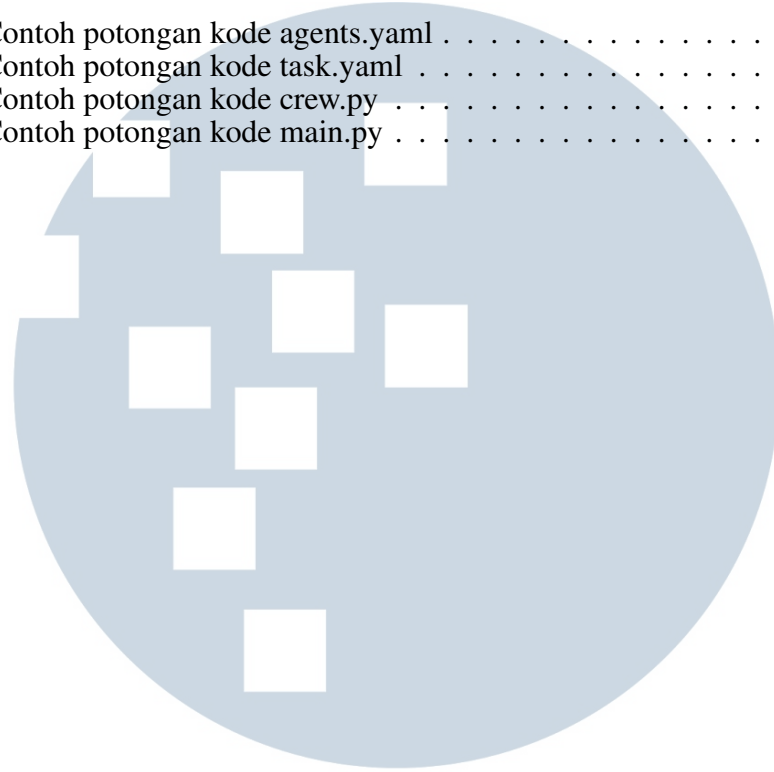 Contoh potongan kode agents.yaml . . . . . . . . . . . . . .
Contoh potongan kode task.yaml . . . . . . . . . . . . . . .
Contoh potongan kode crew.py . . . . . . . . . . . . . . . .
Contoh potongan kode main.py . . . . . . . . . . . . . . . .